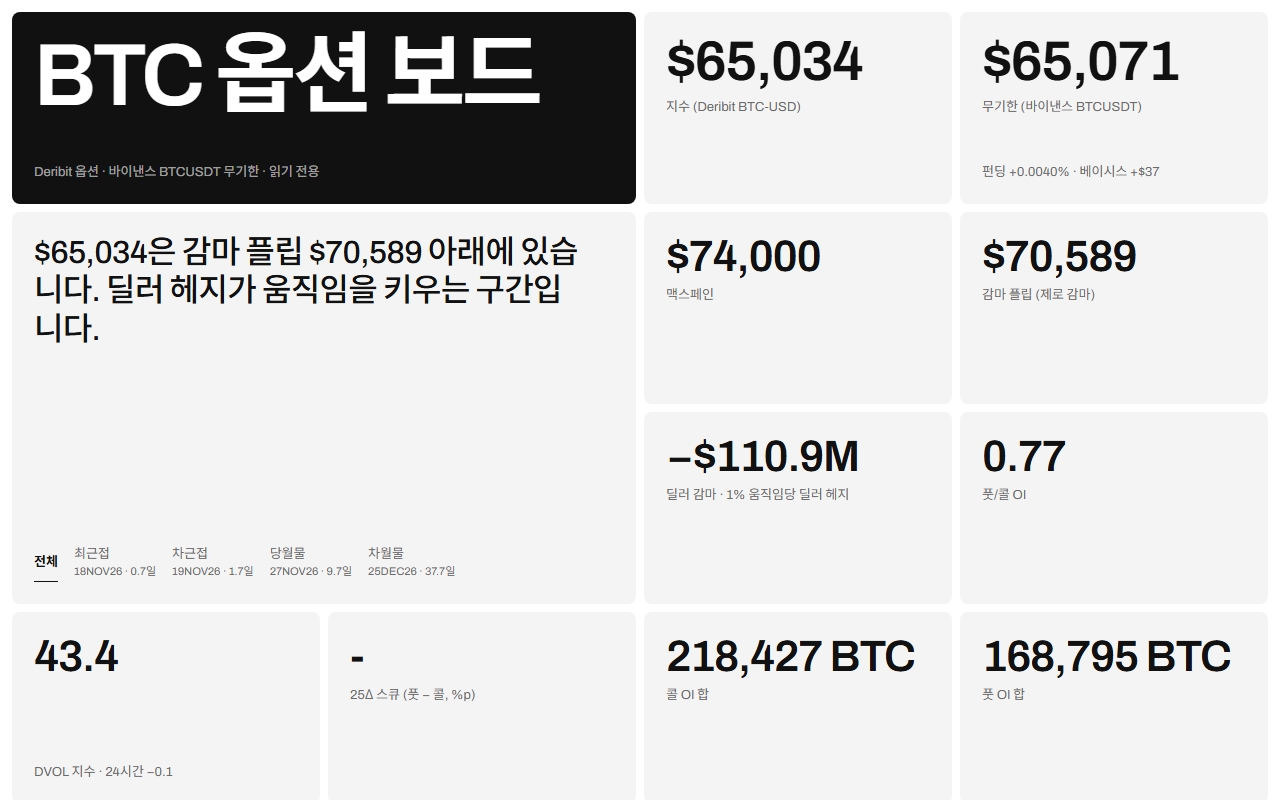 BTC 옵션 보드
Deribit 옵션 · 바이낸스 BTCUSDT 무기한 · 읽기 전용
$65,034
지수 (Deribit BTC-USD)
$65,071
무기한 (바이낸스 BTCUSDT)
펀딩 +0.0040% · 베이시스 +$37
$65,034은 감마 플립 $70,589 아래에 있습
니다. 딜러 헤지가 움직임을 키우는 구간입
니다.
전체
최근접
18NOV26 · 0.7일
차근접
19NOV26 · 1.7일
당월물
27NOV26 · 9.7일
차월물
25DEC26 · 37.7일
$74,000
맥스페인
$70,589
감마 플립 (제로 감마)
−$110.9M
딜러 감마 · 1% 움직임당 딜러 헤지
0.77
풋/콜 OI
43.4
DVOL 지수 · 24시간 −0.1
-
25Δ 스큐 (풋 − 콜, %p)
218,427 BTC
콜 OI 합
168,795 BTC
풋 OI 합